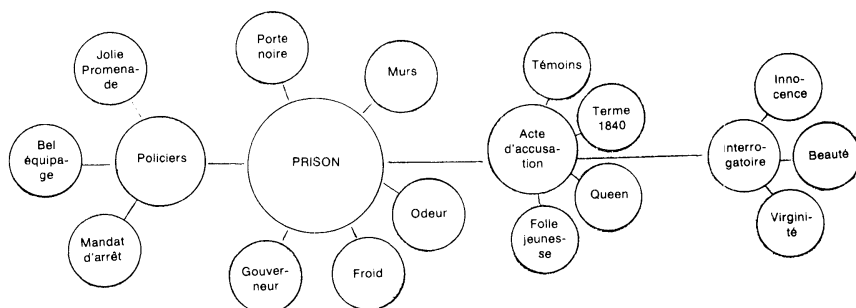 Jolie
Promena-
de
Bel
équipa-
ge
Policiers
Mandat
d'arrêt
Porte
noire
Murs
PRISON
Odeur
Froid
Gouver-
neur
Témoins
Terme
1840
Acte
d'accusa-
tion
Queen
Folle
jeunes-
se
Inno-
cence
Interro-
gatoire
Beauté
Virgini-
té